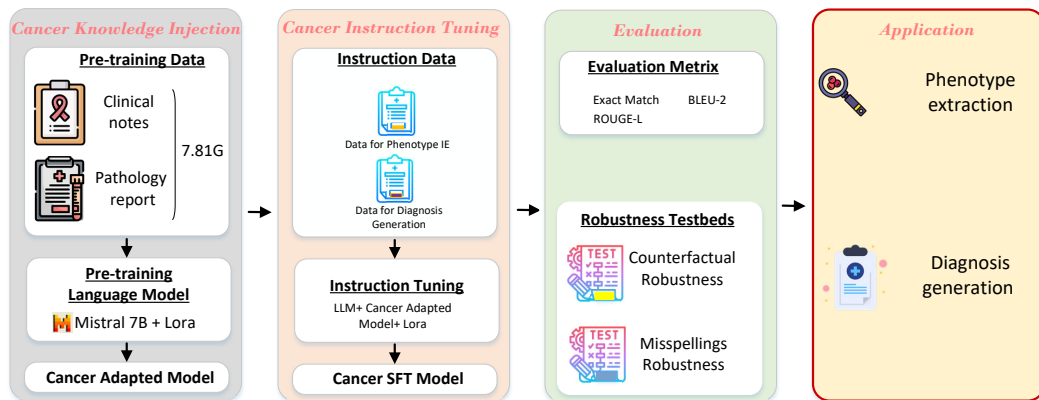 Cancer Knowledge Injection
Pre-training Data
Clinical
notes
7.81G
Pathology
report
Pre-training
Language Model
Mistral 7B + Lora
Cancer Adapted Model
Cancer Instruction Tuning
Instruction Data
Data for Phenotype IE
Data for Diagnosis
Generation
Instruction Tuning
LLM+ Cancer Adapted
Model+ Lora
Cancer SFT Model
Evaluation
Evaluation Metrix
Exact Match BLEU-2
ROUGE-L
Robustness Testbeds
TEST
Counterfactual
Robustness
TEST
Misspellings
Robustness
Application
Phenotype
extraction
Diagnosis
generation